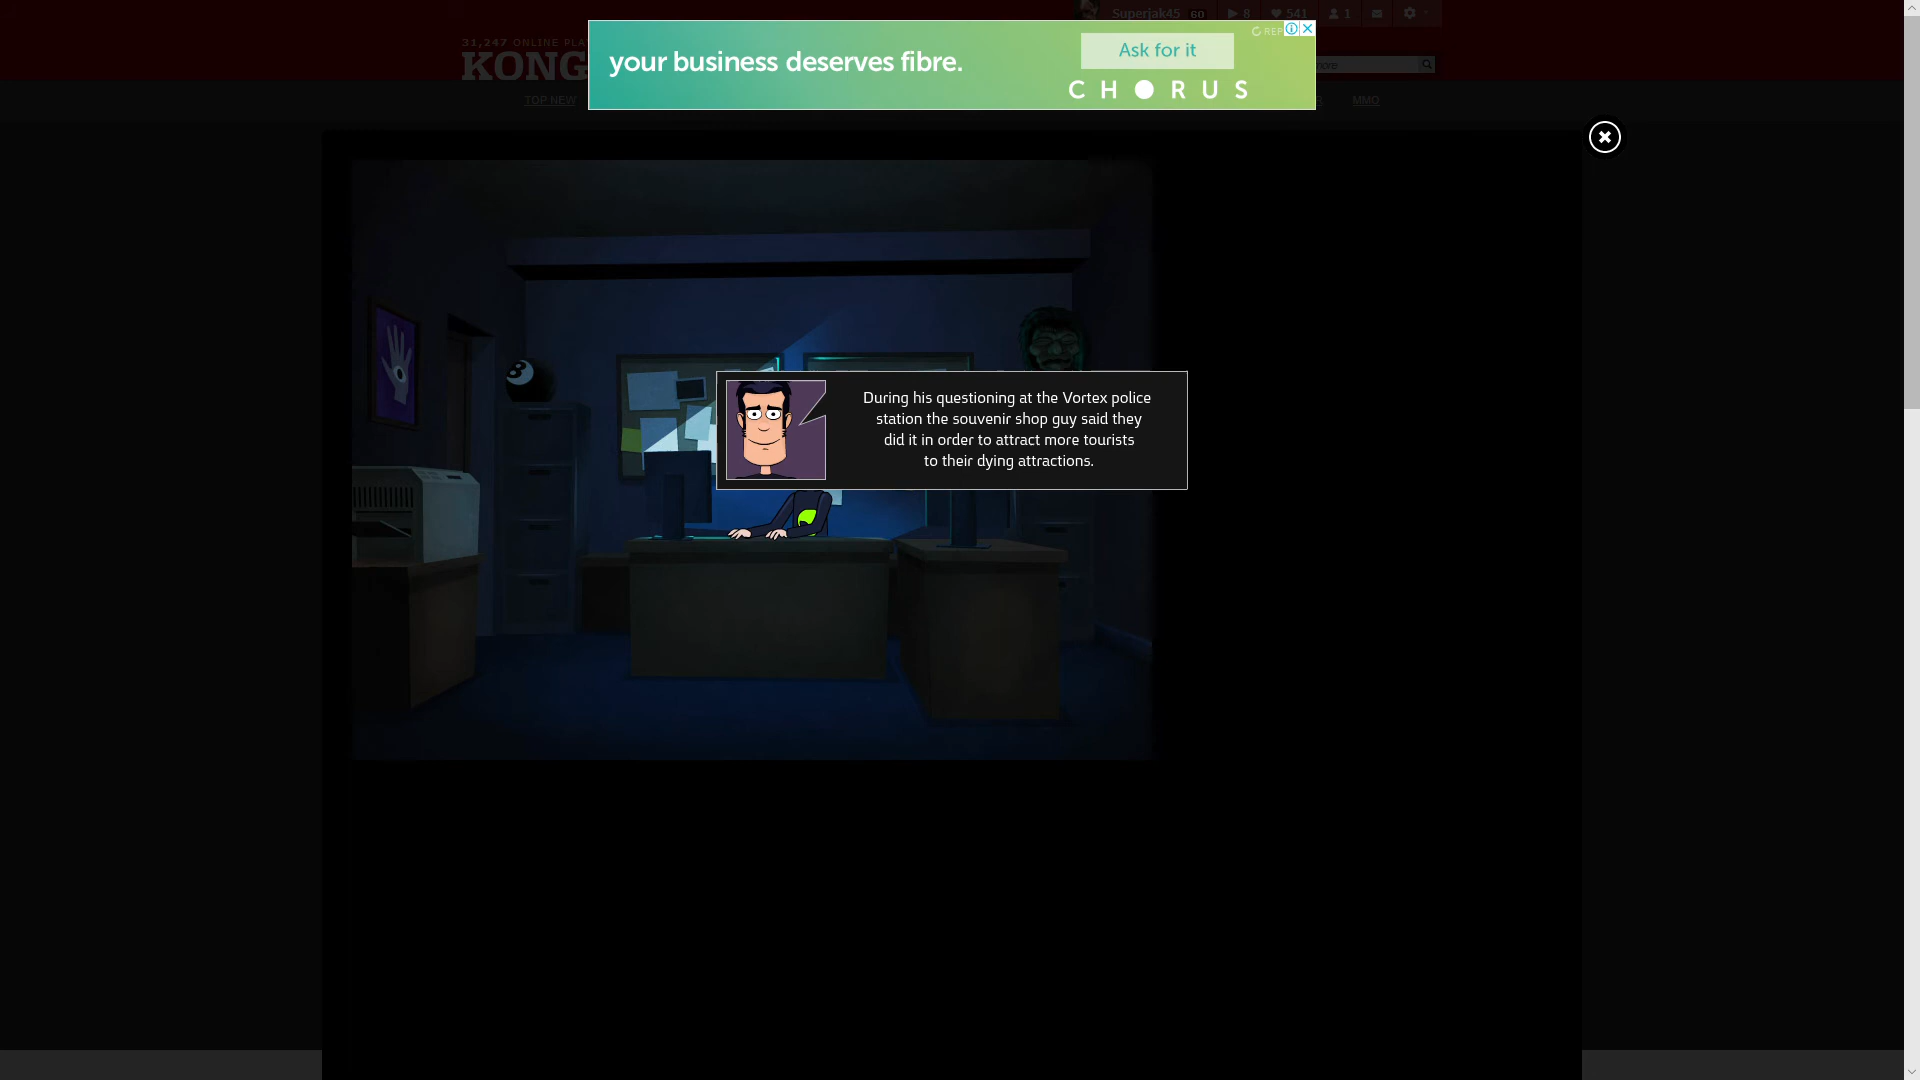 Superjak45 60 8 541 1
31,247 ONLINE PLA
KONG
your business deserves fibre.
Ask for it
CHORUS
REP
more
TOP NEW
MMO
During his questioning at the Vortex police
station the souvenir shop guy said they
did it in order to attract more tourists
to their dying attractions.